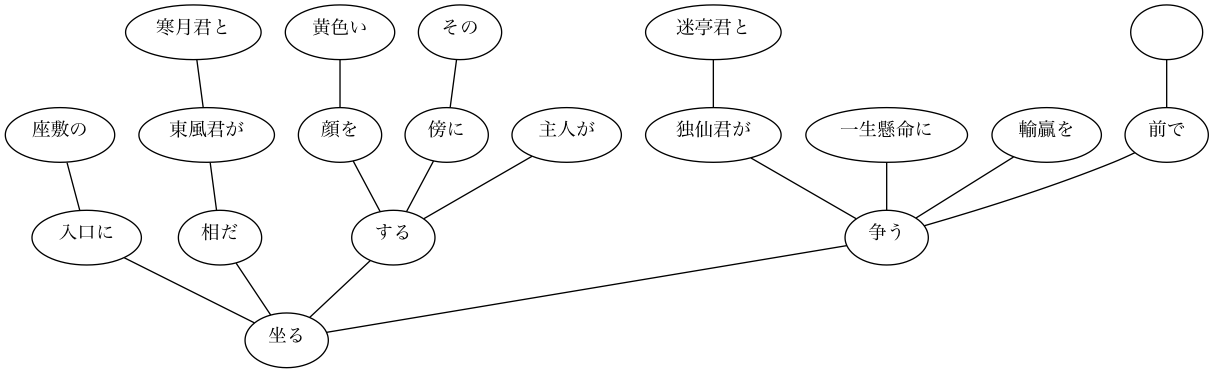 寒月君と
黄色い
その
迷亭君と
座敷の
東風君が
顔を
傍に
主人が
独仙君が
一生懸命に
輸贏を
前で
入口に
相だ
する
争う
坐る